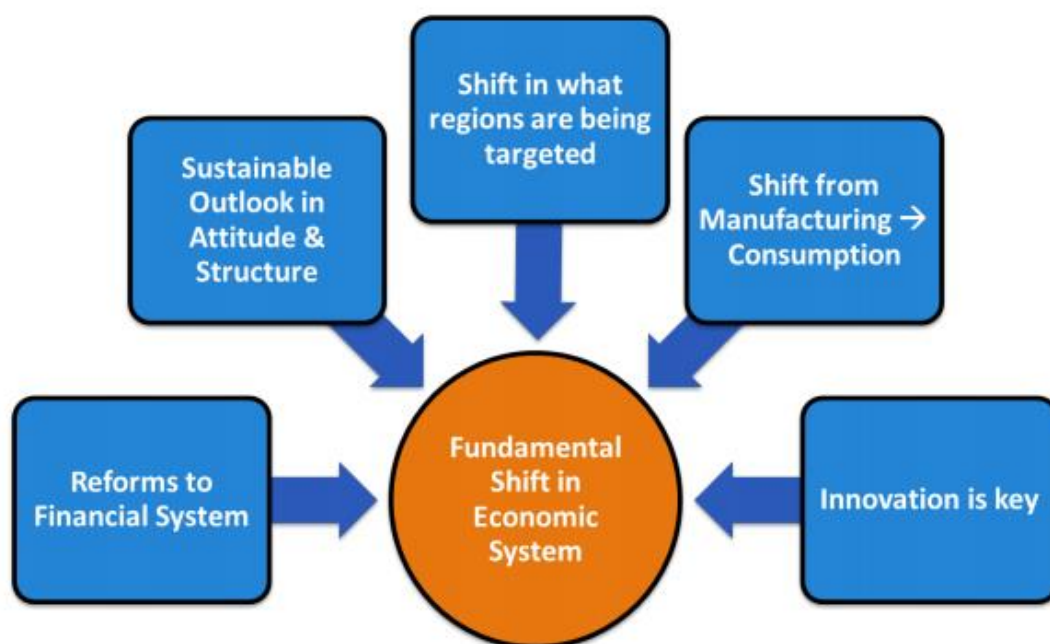 Shift in what
regions are being
targeted
Sustainable
Outlook in
Attitude &
Structure
Shift from
Manufacturing →
Consumption
Reforms to
Financial System
Fundamental
Shift in
Economic
System
Innovation is key